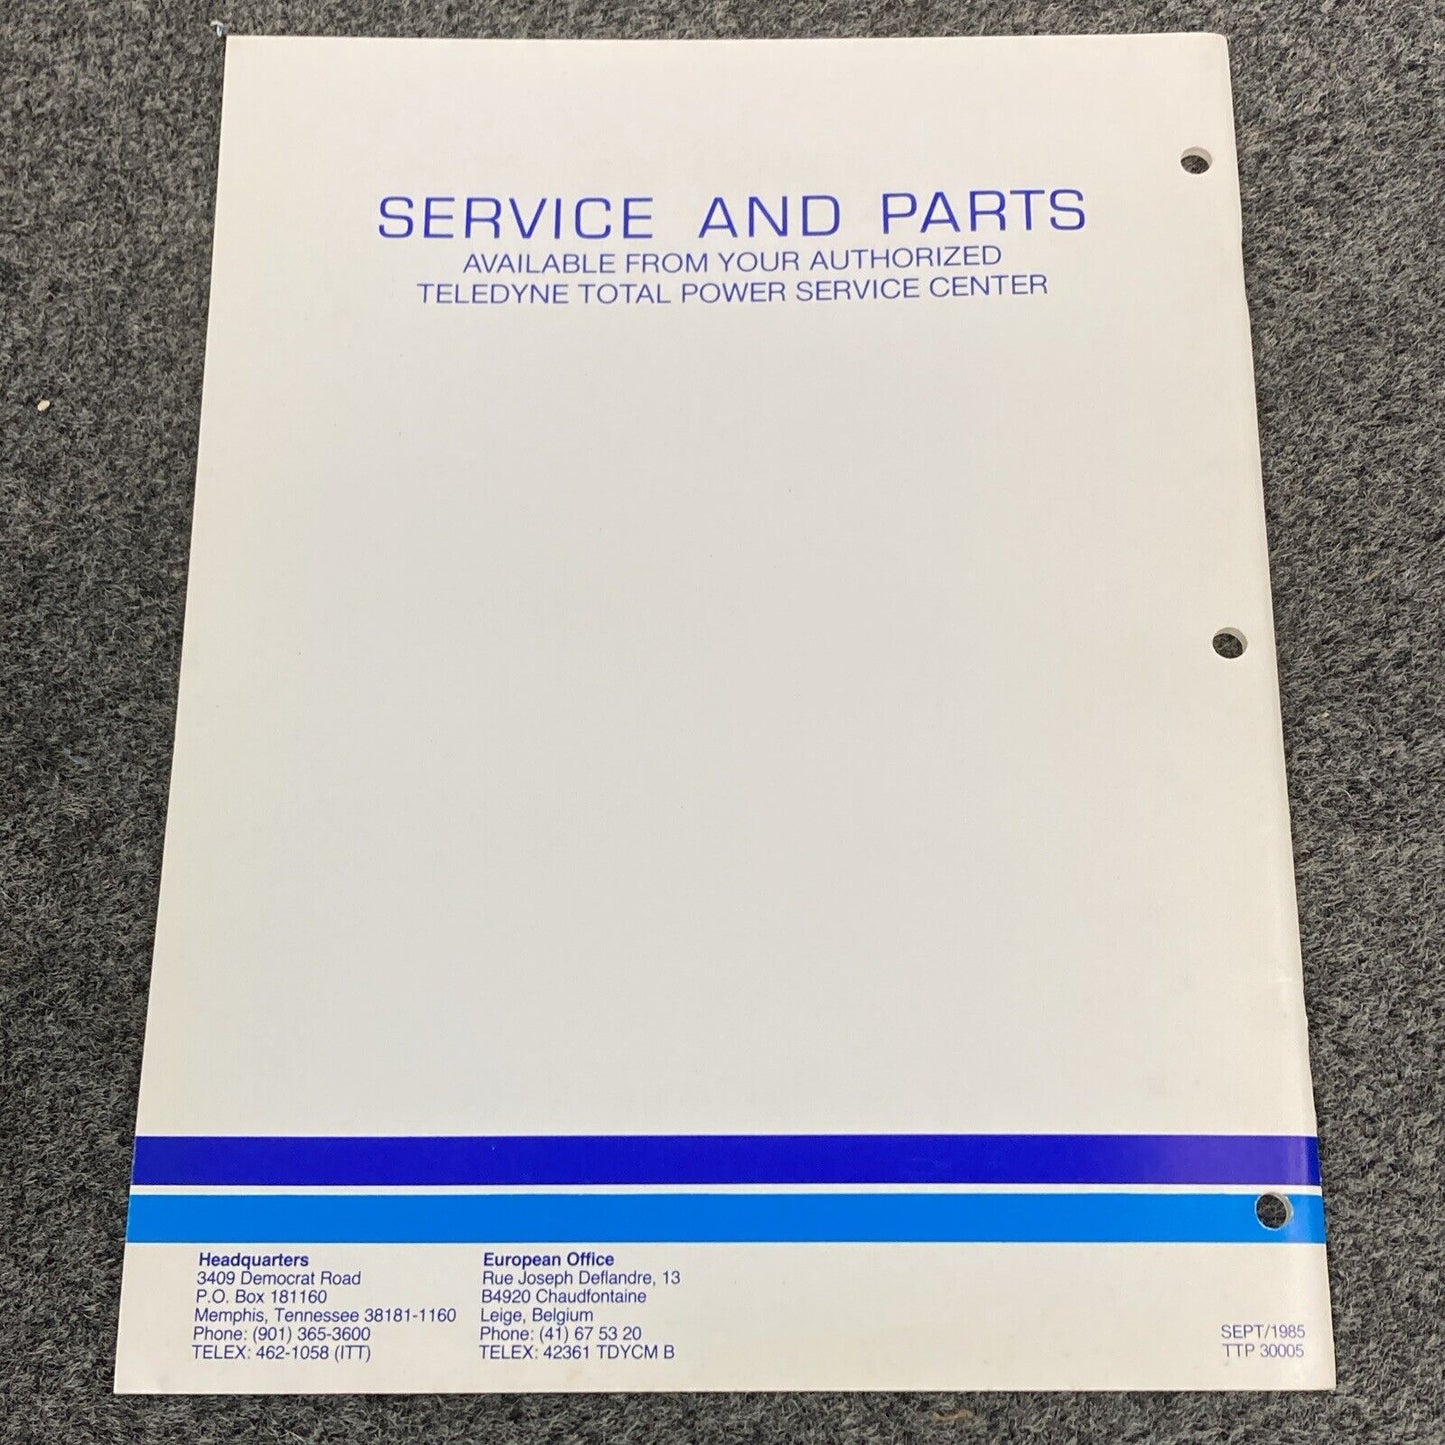 SERVICE AND PARTS
AVAILABLE FROM YOUR AUTHORIZED
TELEDYNE TOTAL POWER SERVICE CENTER
Headquarters
3409 Democrat Road
P.O. Box 181160
Memphis, Tennessee 38181-1160
Phone: (901) 365-3600
TELEX: 462-1058 (ITT)
European Office
Rue Joseph Deflandre, 13
B4920 Chaudfontaine
Leige, Belgium
Phone: (41) 67 53 20
TELEX: 42361 TDYCM B
SEPT/1985
TTP 30005